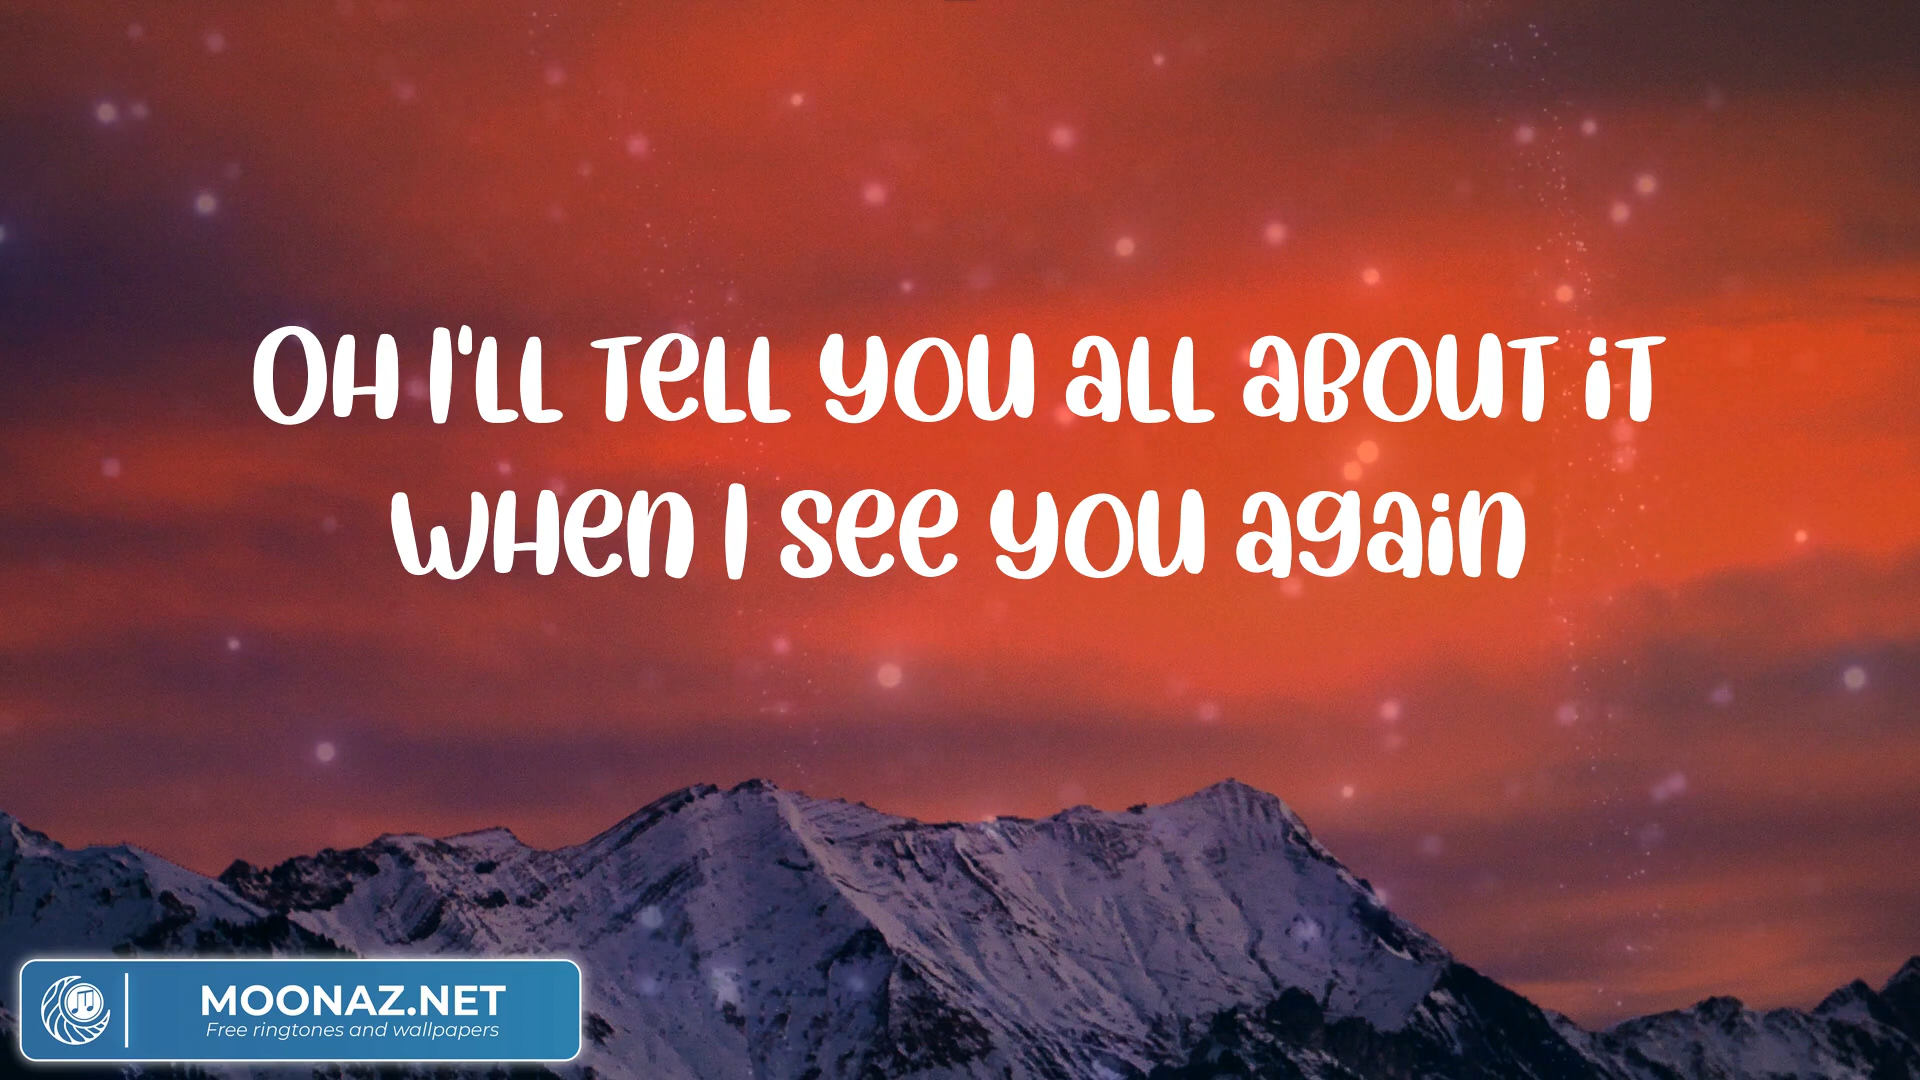 Oh I'll tell you all about it
when I see you again
MOONAZ.NET
Free ringtones and wallpapers